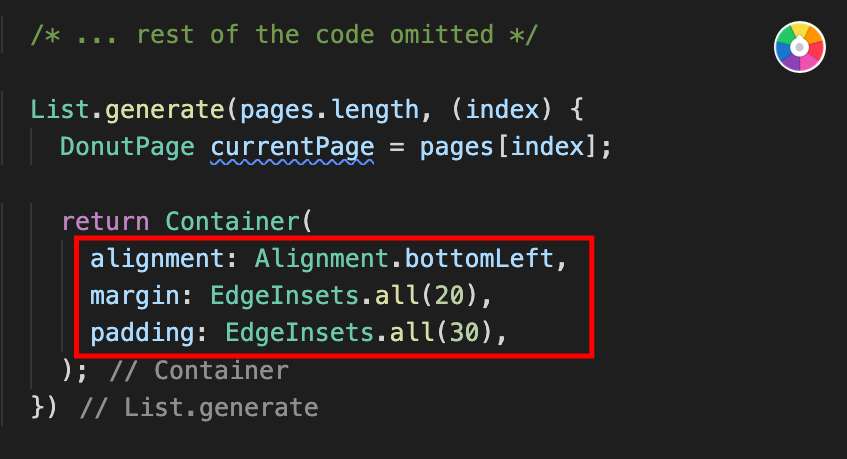 /* ... rest of the code omitted */
List.generate(pages.length, (index) {
DonutPage currentPage = pages[index];
return Container(
alignment: Alignment.bottomLeft,
margin: EdgeInsets.all(20),
padding: EdgeInsets.all(30),
); // Container
}) // List.generate